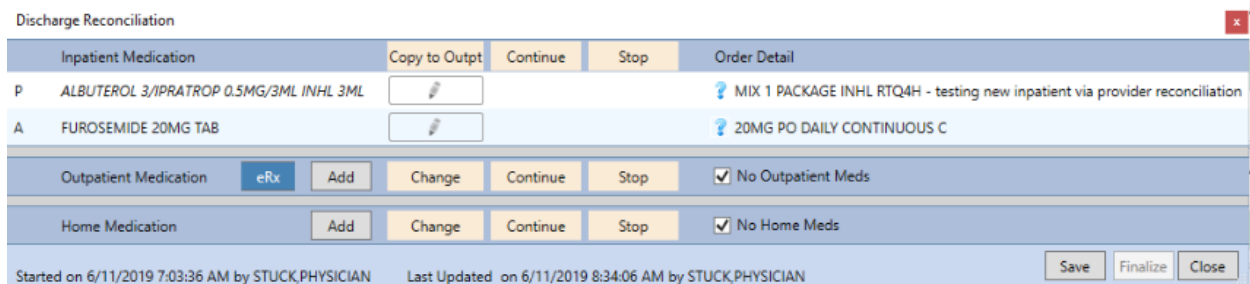 Discharge Reconciliation x
Inpatient Medication Copy to Outpt Continue Stop Order Detail
P ALBUTEROL 3/IPRATROP 0.5MG/3ML INHL 3ML ? MIX 1 PACKAGE INHL RTQ4H - testing new inpatient via provider reconciliation
A FUROSEMIDE 20MG TAB ? 20MG PO DAILY CONTINUOUS C
Outpatient Medication eRx Add Change Continue Stop No Outpatient Meds
Home Medication Add Change Continue Stop No Home Meds
Save Finalize Close
Started on 6/11/2019 7:03:36 AM by STUCK,PHYSICIAN Last Updated on 6/11/2019 8:34:06 AM by STUCK,PHYSICIAN